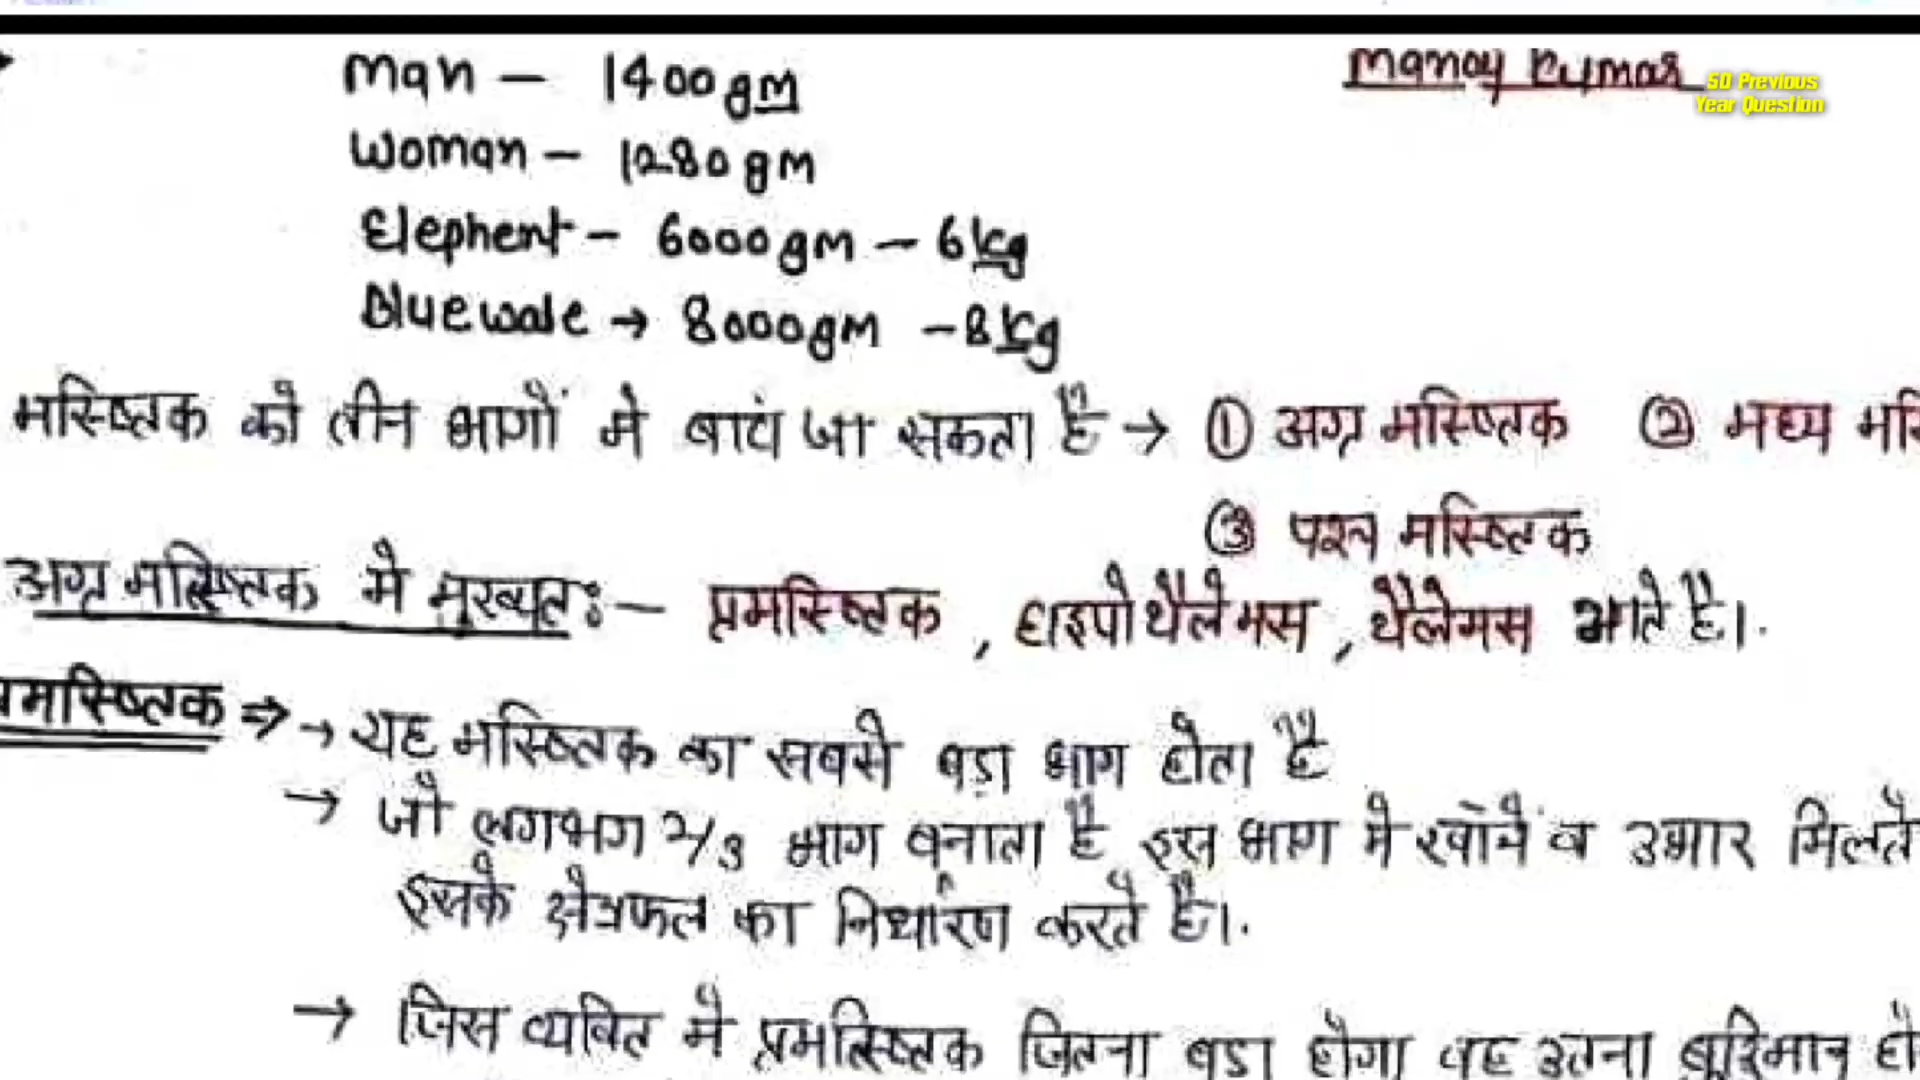 Man – 1400 gm
Manoj Kumar
50 Previous
Year Question
Woman – 1280 gm
Elephent – 6000 gm – 6 kg
Bluewale → 8000 gm – 8 kg
मस्तिष्क को तीन भागों मे बाटां जा सकता है → ① अग्र मस्तिष्क ② मध्य
③ पश्च मस्तिष्क
अग्र मस्तिष्क मे मुख्यतः – प्रमस्तिष्क , हाइपोथैलेमस , थैलेमस आते है।
प्रमस्तिष्क ⇒ → यह मस्तिष्क का सबसे बड़ा भाग होता है
→ जो लगभग 2/3 भाग बनाता है इस भाग मे खाँचे व उभार मिलते
इसके क्षेत्रफल का निर्धारण करते है।
→ जिस व्यक्ति मे प्रमस्तिष्क जितना बड़ा होगा वह उतना बुद्धिमान